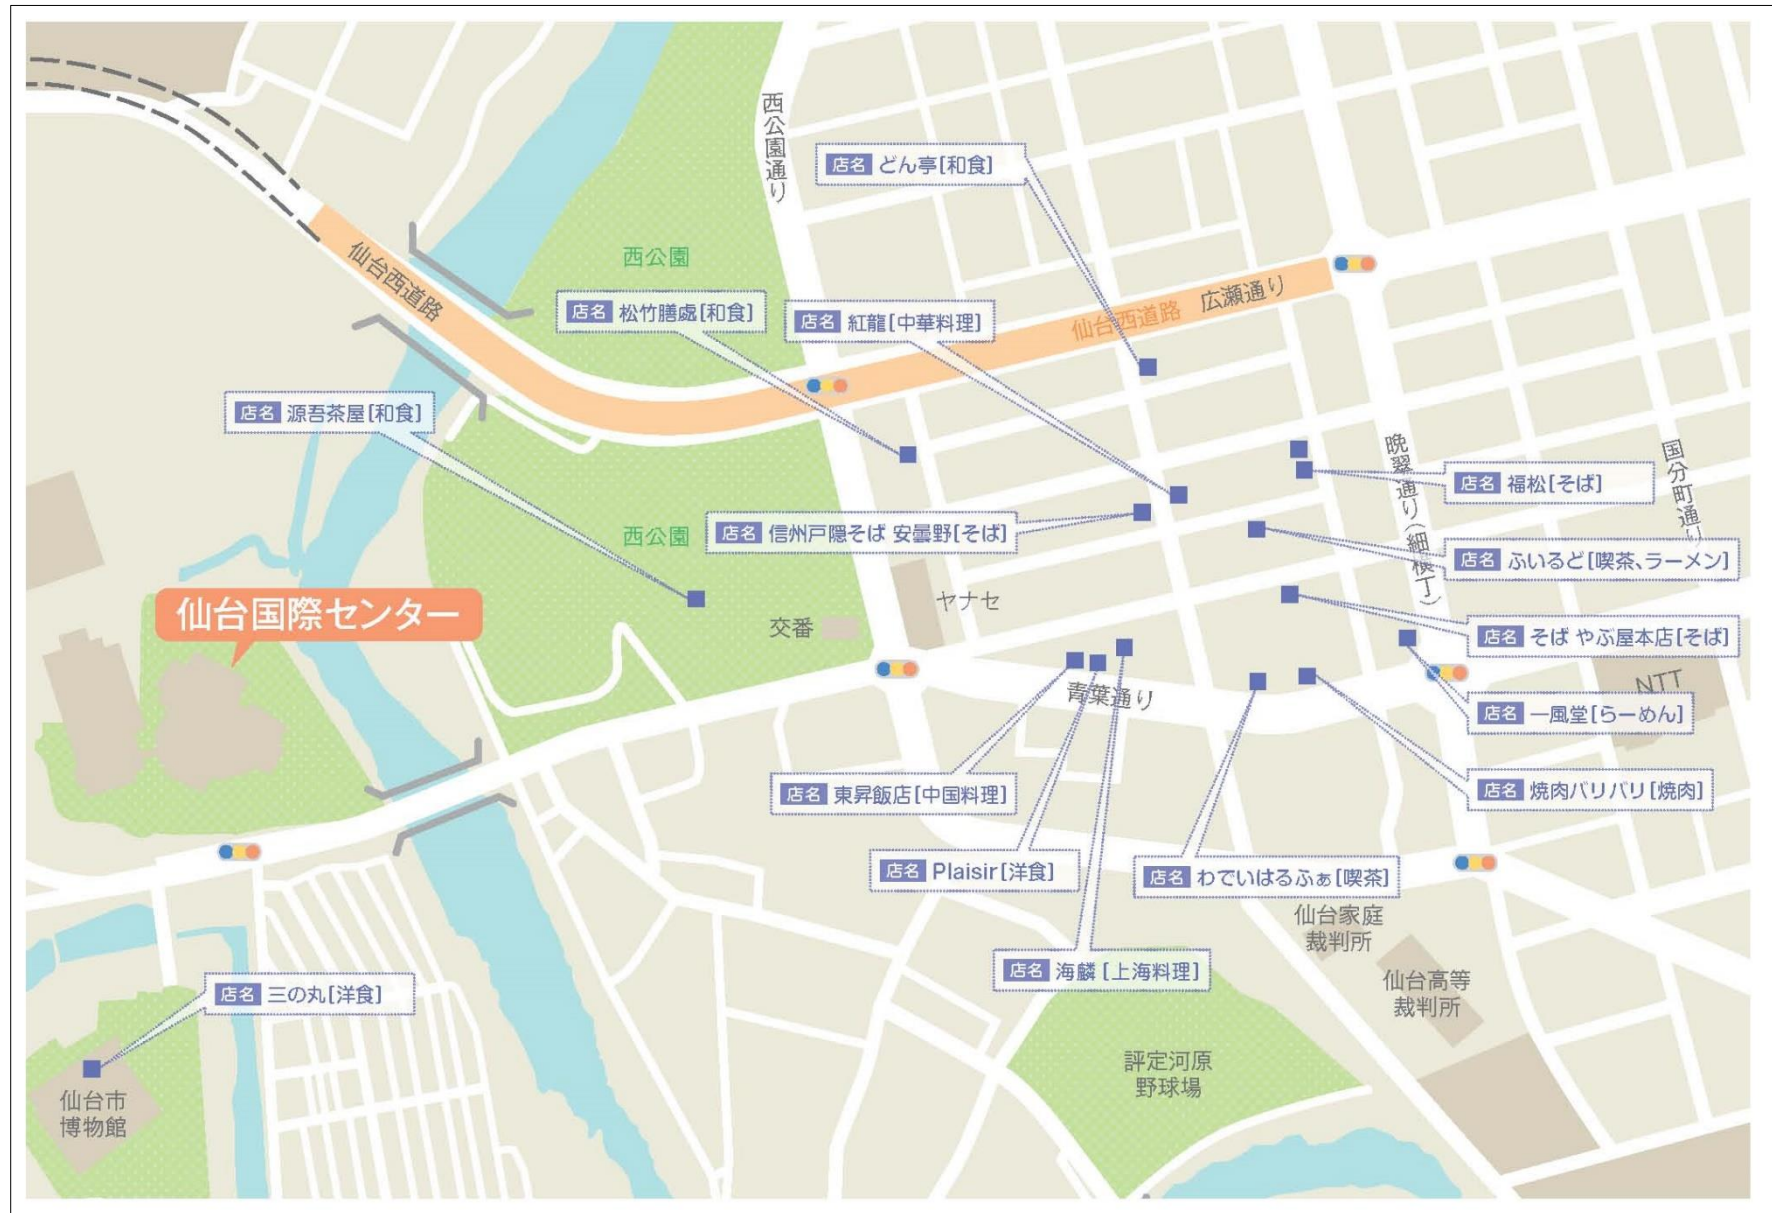 西公園通り
店名 どん亭[和食]
仙台西道路
西公園
仙台西道路 広瀬通り
店名 松竹膳處[和食]
店名 紅龍[中華料理]
店名 源吾茶屋[和食]
晩翠通り(細横丁)
国分町通り
店名 福松[そば]
西公園
店名 信州戸隠そば 安曇野[そば]
店名 ふいるど[喫茶、ラーメン]
仙台国際センター
ヤナセ
交番
店名 そば やぶ屋本店[そば]
青葉通り
NTT
店名 一風堂[らーめん]
店名 東昇飯店[中国料理]
店名 焼肉バリバリ[焼肉]
店名 Plaisir[洋食]
店名 わでぃはるふぁ[喫茶]
仙台家庭
裁判所
店名 海鱗[上海料理]
仙台高等
裁判所
店名 三の丸[洋食]
評定河原
野球場
仙台市
博物館